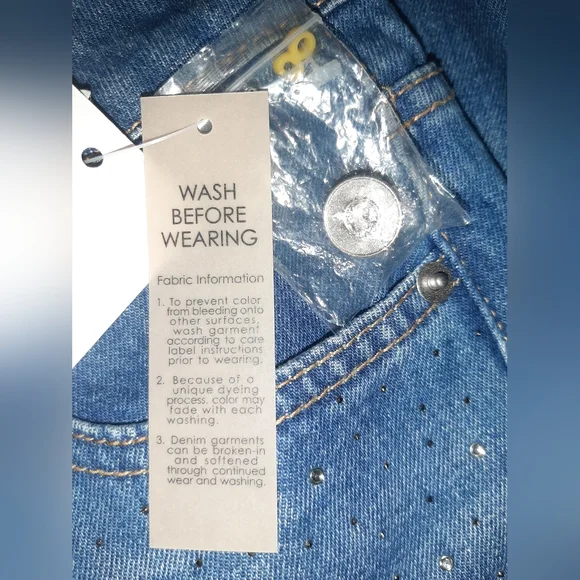 WASH
BEFORE
WEARING
Fabric Information
1. To prevent color
from bleeding onto
other surfaces,
wash garment
according to care
label instructions
prior to wearing.
2. Because of a
unique dyeing
process, color may
fade with each
washing.
3. Denim garments
can be broken-in
and softened
through continued
wear and washing.